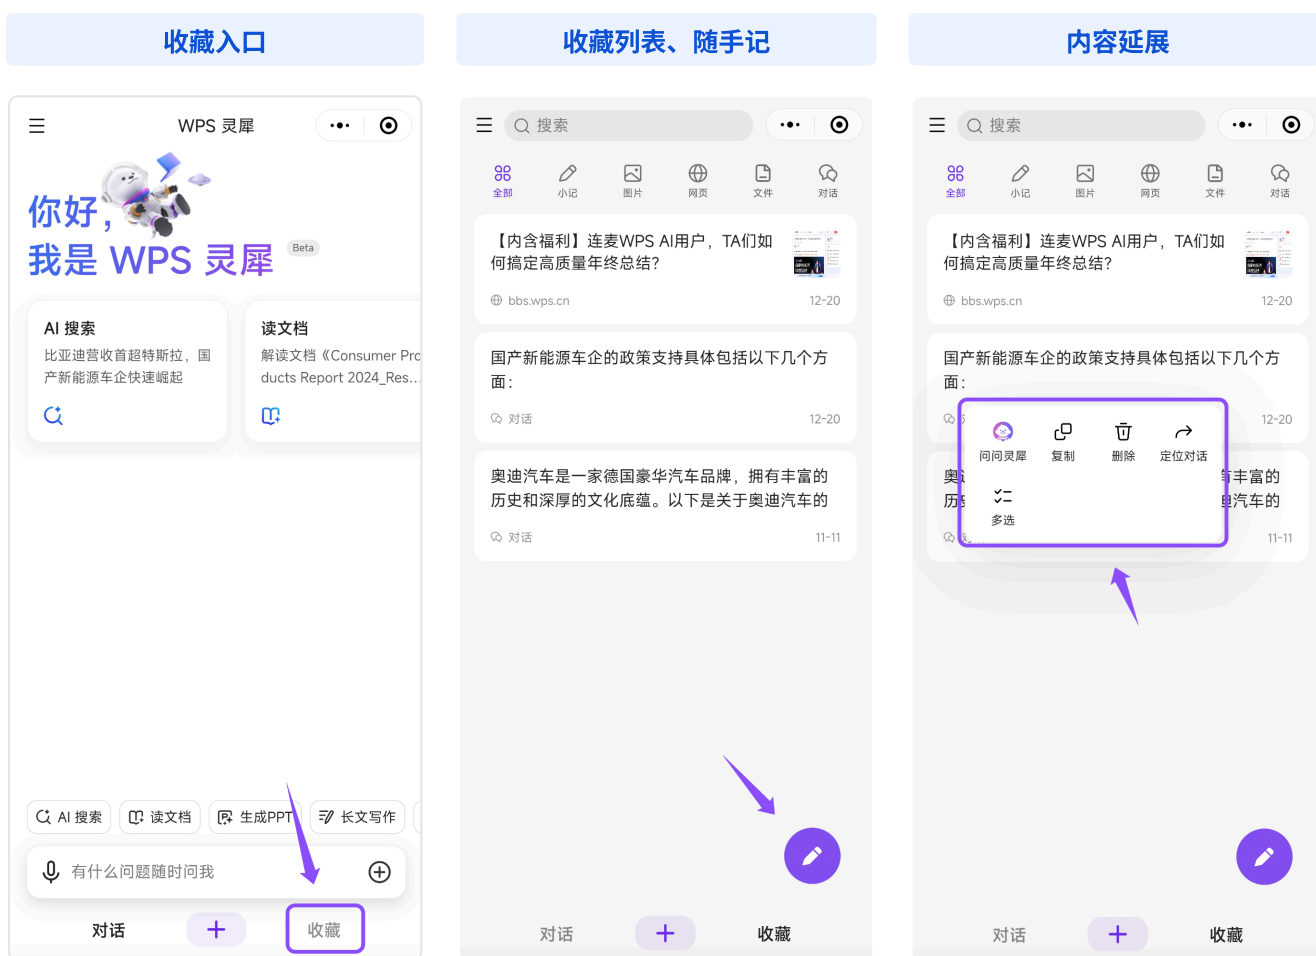 收藏入口
WPS 灵犀
你好，
我是 WPS 灵犀
Beta
AI 搜索
比亚迪营收首超特斯拉，国
产新能源车企快速崛起
读文档
解读文档《Consumer Pro
ducts Report 2024_Res...
AI 搜索
读文档
生成PPT
长文写作
有什么问题随时问我
对话
收藏
收藏列表、随手记
搜索
全部
小记
图片
网页
文件
对话
【内含福利】连麦WPS AI用户，TA们如
何搞定高质量年终总结？
bbs.wps.cn
12-20
国产新能源车企的政策支持具体包括以下几个方
面：
对话
12-20
奥迪汽车是一家德国豪华汽车品牌，拥有丰富的
历史和深厚的文化底蕴。以下是关于奥迪汽车的
对话
11-11
对话
收藏
内容延展
搜索
全部
小记
图片
网页
文件
对话
【内含福利】连麦WPS AI用户，TA们如
何搞定高质量年终总结？
bbs.wps.cn
12-20
国产新能源车企的政策支持具体包括以下几个方
面：
12-20
问问灵犀
复制
删除
定位对话
多选
奥
丰富的
历
汽车的
11-11
对话
收藏